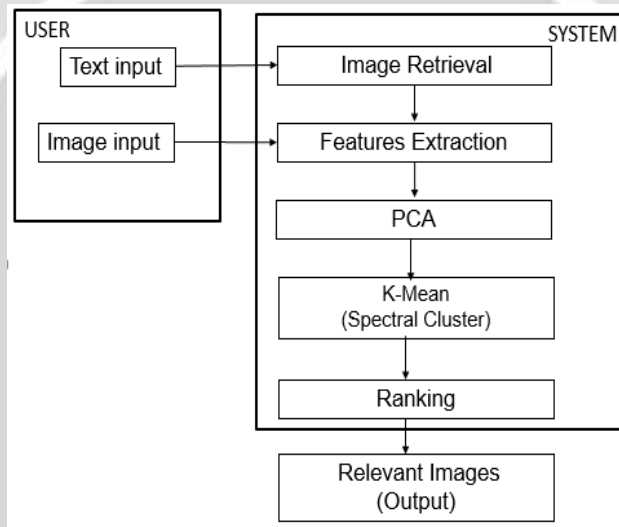 USER
SYSTEM
Text input
Image Retrieval
Image input
Features Extraction
PCA
K-Mean
(Spectral Cluster)
Ranking
Relevant Images
(Output)